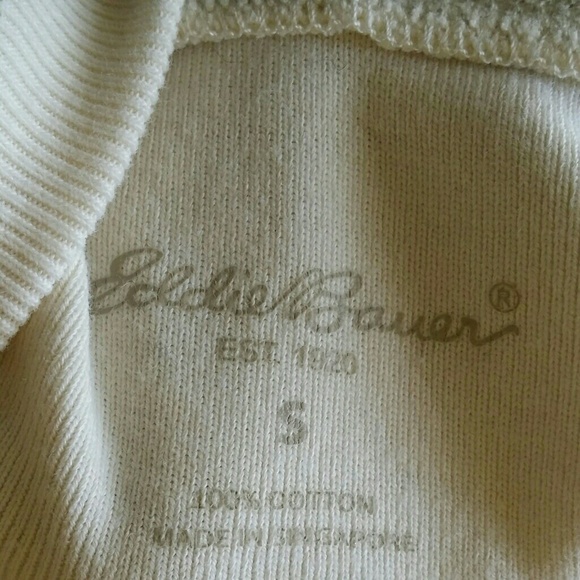 Eddie Bauer®
EST. 1920
S
100% COTTON
MADE IN SINGAPORE